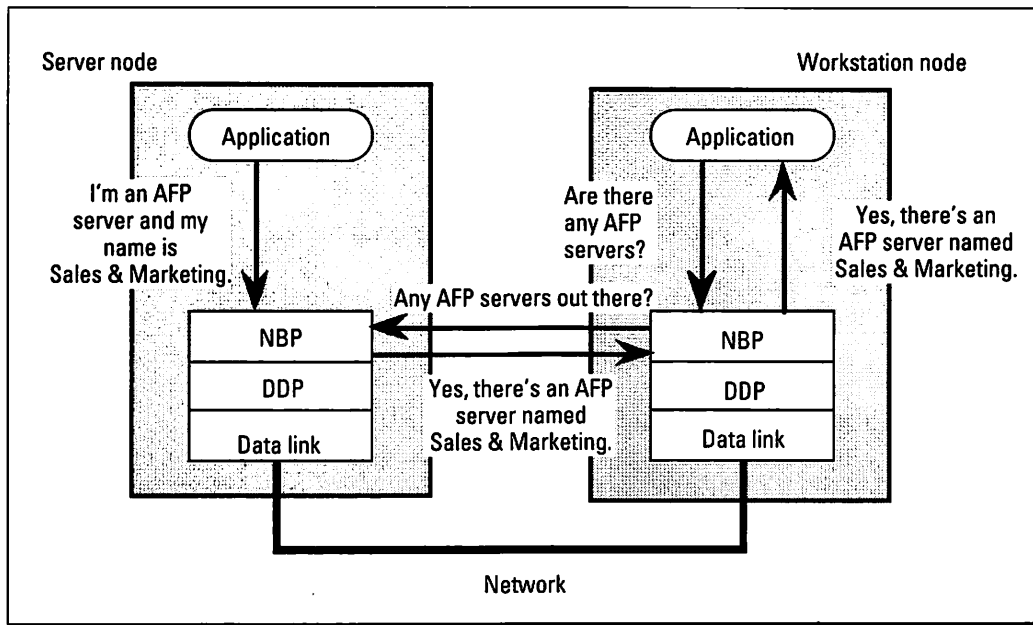 Server node
Workstation node
Application
Application
I'm an AFP
server and my
name is
Sales & Marketing.
Are there
any AFP
servers?
Yes, there's an
AFP server named
Sales & Marketing.
Any AFP servers out there?
NBP
DDP
Data link
Yes, there's an AFP
server named
Sales & Marketing.
NBP
DDP
Data link
Network